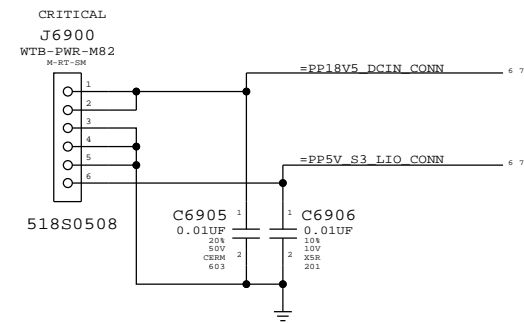 CRITICAL
J6900
WTB-PWR-M82
M-RT-SM
1
2
3
4
5
6
518S0508
=PP18V5_DCIN_CONN 6 7
=PP5V_S3_LIO_CONN 6 7
C6905 1
0.01UF
20%
50V
CERM 2
603
1 C6906
0.01UF
10%
10V
2 X5R
201